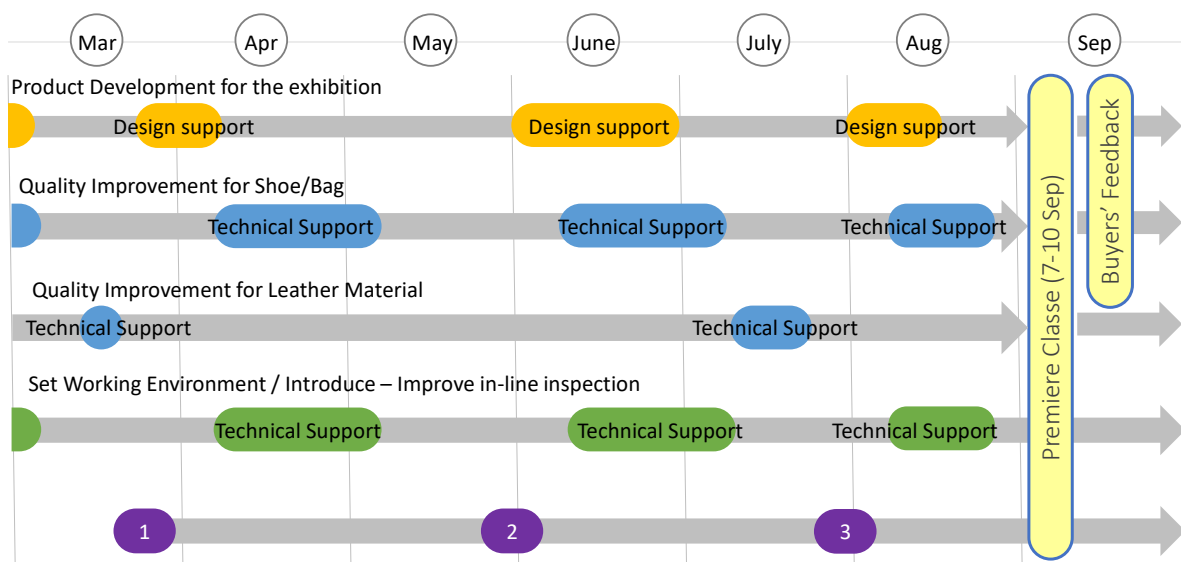 Mar
Apr
May
June
July
Aug
Sep
Product Development for the exhibition
Design support
Design support
Design support
Quality Improvement for Shoe/Bag
Technical Support
Technical Support
Technical Support
Quality Improvement for Leather Material
Technical Support
Technical Support
Set Working Environment / Introduce – Improve in-line inspection
Technical Support
Technical Support
Technical Support
1
2
3
Premiere Classe (7-10 Sep)
Buyers’ Feedback